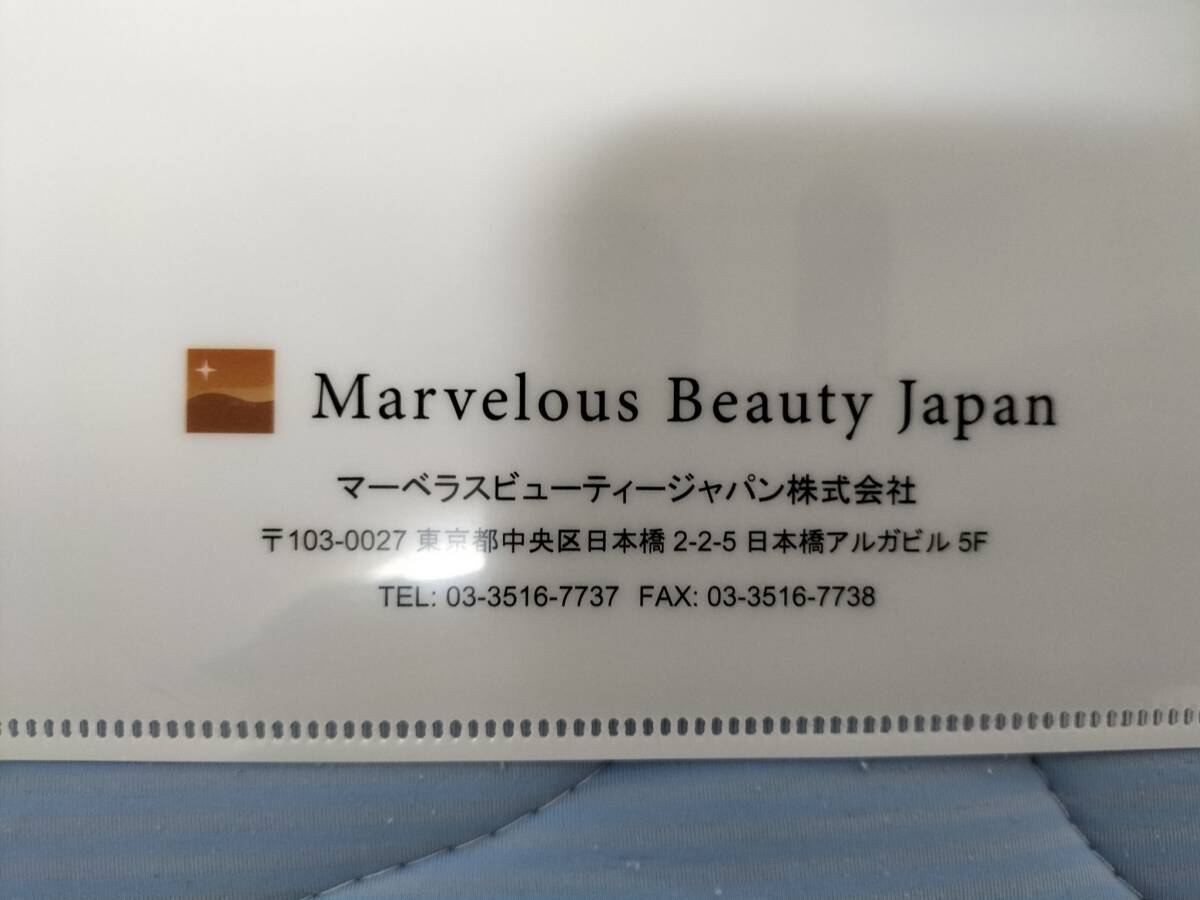 Marvelous Beauty Japan
マーベラスビューティージャパン株式会社
〒103-0027 東京都中央区日本橋 2-2-5 日本橋アルガビル 5F
TEL: 03-3516-7737 FAX: 03-3516-7738